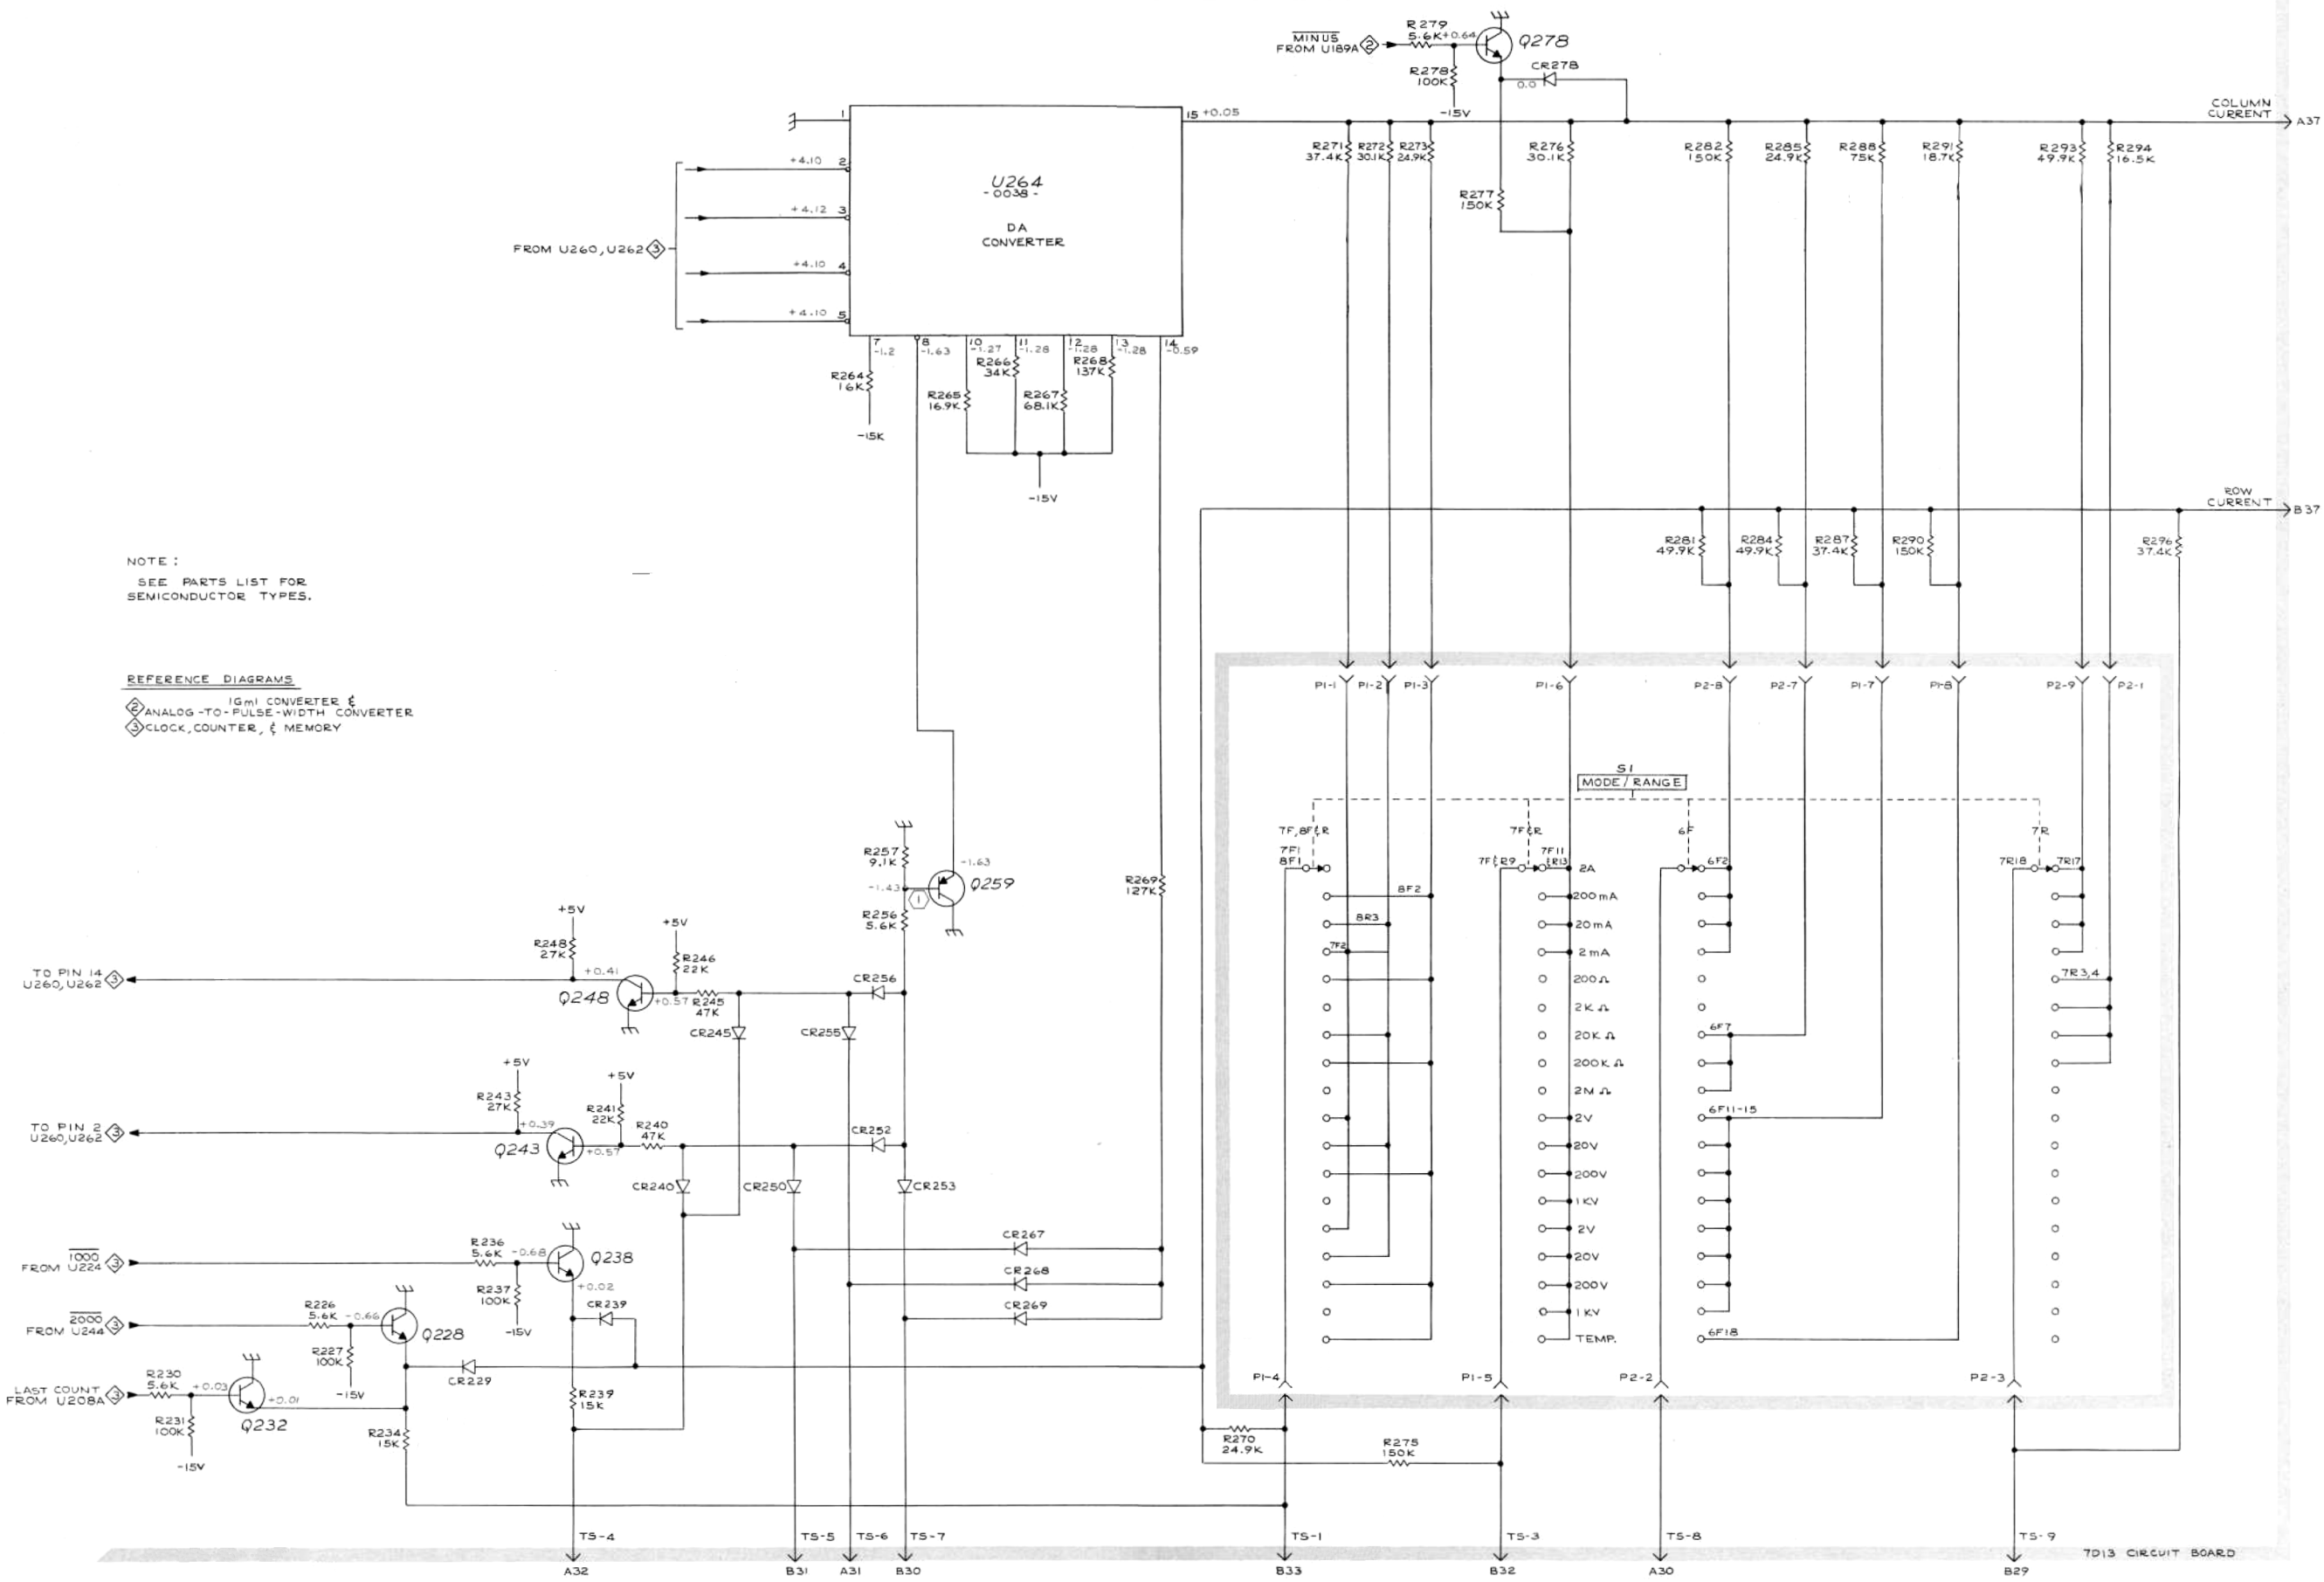 R279
5.6K
+0.64
MINUS
FROM U189A
2
Q278
R278
100K
-15V
CR278
0.0
COLUMN
CURRENT
A37
1
15
+0.05
U264
-0038-
DA
CONVERTER
+4.10
2
+4.12
3
FROM U260,U262
3
+4.10
4
+4.10
5
R271
37.4K
R272
30.1K
R273
24.9K
R276
30.1K
R282
150K
R285
24.9K
R288
75K
R291
18.7K
R293
49.9K
R294
16.5K
R277
150K
7
-1.2
8
-1.63
10
-1.27
11
-1.28
12
-1.28
13
-1.28
14
-0.59
R264
16K
-15K
R265
16.9K
R266
34K
R267
68.1K
R268
137K
-15V
ROW
CURRENT
B37
R281
49.9K
R284
49.9K
R287
37.4K
R290
150K
R296
37.4K
NOTE:
SEE PARTS LIST FOR
SEMICONDUCTOR TYPES.
REFERENCE DIAGRAMS
2
IGm1 CONVERTER &
ANALOG-TO-PULSE-WIDTH CONVERTER
3
CLOCK, COUNTER, & MEMORY
P1-1
P1-2
P1-3
P1-6
P2-8
P2-7
P1-7
P1-8
P2-9
P2-1
S1
MODE/RANGE
7F,8F&R
7F&R
6F
7R
7F1
8F1
7F&R9
7F11
&R13
2A
6F2
7R18
7R17
8F2
200mA
8R3
20mA
7F2
2mA
200Ω
7R3,4
2KΩ
20KΩ
6F7
200KΩ
2MΩ
2V
6F11-15
20V
200V
1KV
2V
20V
200V
1KV
TEMP.
6F18
R257
9.1K
-1.63
Q259
-1.43
1
R256
5.6K
R269
127K
+5V
R248
27K
+5V
R246
22K
TO PIN 14
U260,U262
3
+0.41
Q248
+0.57
R245
47K
CR256
CR245
CR255
+5V
R243
27K
+5V
R241
22K
R240
47K
TO PIN 2
U260,U262
3
+0.39
Q243
+0.57
CR252
CR240
CR250
CR253
1000
FROM U224
3
R236
5.6K
-0.68
Q238
+0.02
R237
100K
-15V
CR239
CR267
CR268
CR269
2000
FROM U244
3
R226
5.6K
-0.66
Q228
R227
100K
-15V
CR229
LAST COUNT
FROM U208A
3
R230
5.6K
+0.03
+0.01
Q232
R231
100K
-15V
R234
15K
R239
15K
P1-4
P1-5
P2-2
P2-3
R270
24.9K
R275
150K
TS-4
TS-5
TS-6
TS-7
TS-1
TS-3
TS-8
TS-9
7D13 CIRCUIT BOARD
A32
B31
A31
B30
B33
B32
A30
B29